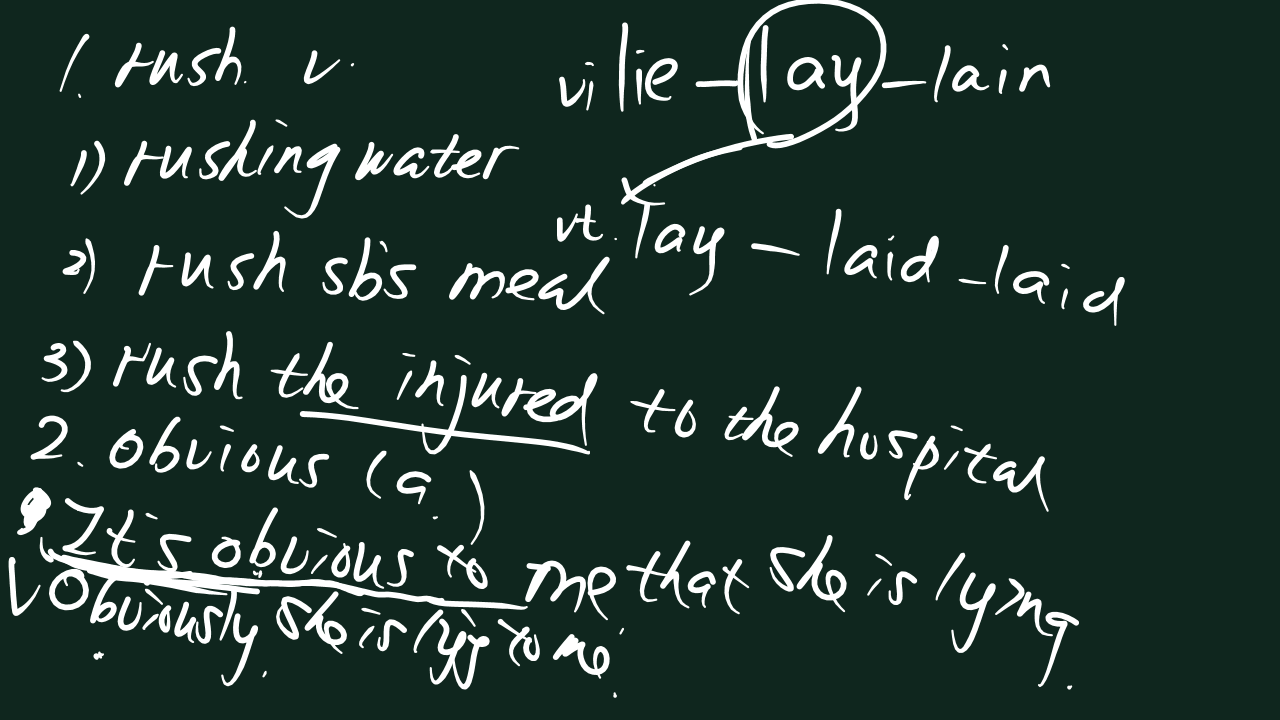 1. rush v.
1) rushing water
2) rush sb's meal
3) rush the injured to the hospital
2. obvious (a.)
It's obvious to me that she is lying.
Obviously she is lyg to me.
vi lie - lay - lain
vt. lay - laid - laid